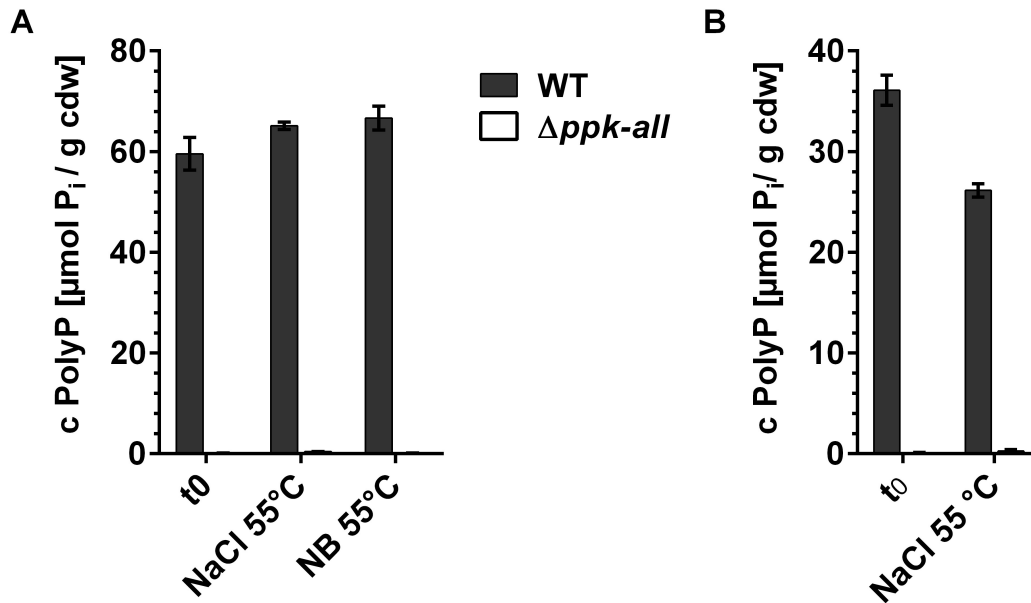 A
c PolyP [µmol Pi / g cdw]
80
60
40
20
0
t0
NaCl 55°C
NB 55°C
WT
Δppk-all
B
c PolyP [µmol Pi/ g cdw]
40
30
20
10
0
t0
NaCl 55 °C